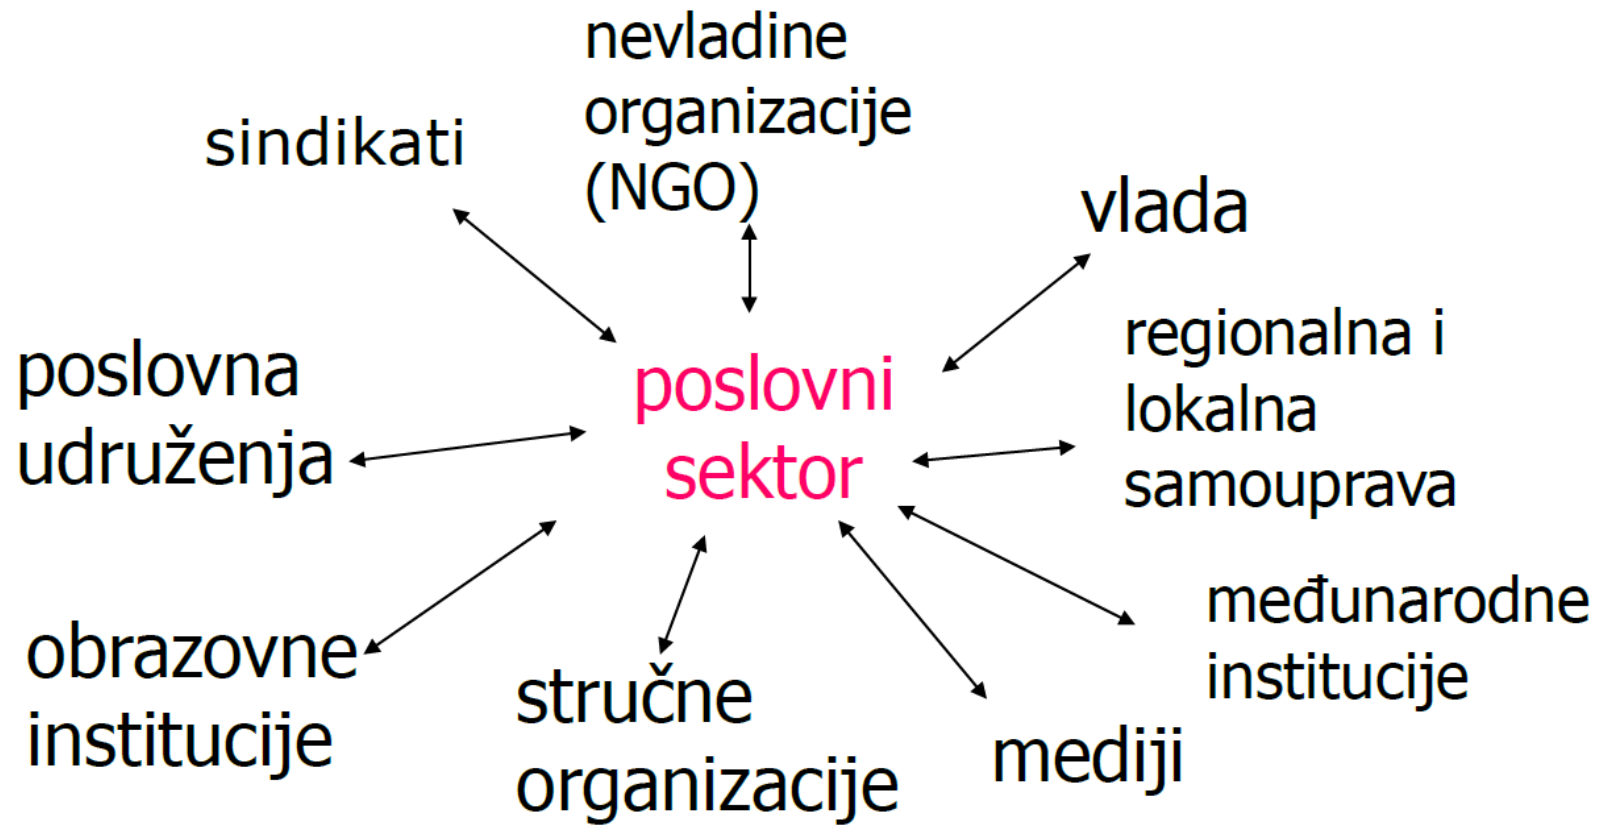 nevladine
organizacije
(NGO)
sindikati
vlada
regionalna i
lokalna
samouprava
poslovna
udruženja
poslovni
sektor
međunarodne
institucije
obrazovne
institucije
stručne
organizacije
mediji